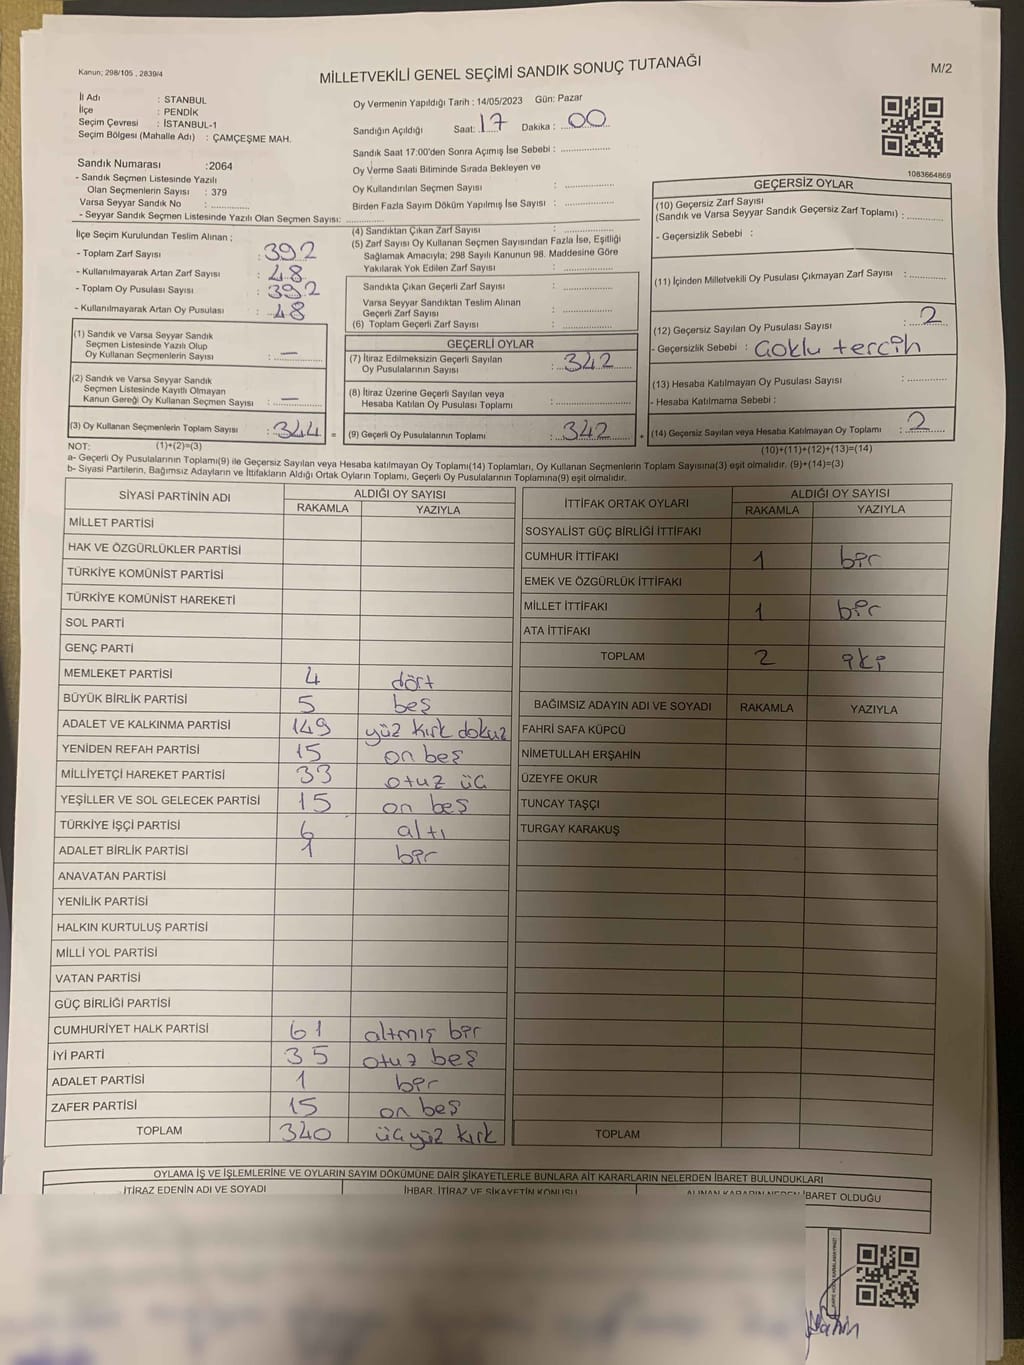 Kanun; 298/105 , 2839/4
MİLLETVEKİLİ GENEL SEÇİMİ SANDIK SONUÇ TUTANAĞI
M/2
İl Adı : STANBUL
İlçe : PENDİK
Seçim Çevresi : İSTANBUL-1
Seçim Bölgesi (Mahalle Adı) : ÇAMÇEŞME MAH.
Oy Vermenin Yapıldığı Tarih : 14/05/2023 Gün: Pazar
Sandığın Açıldığı Saat: 17 Dakika : 00
Sandık Saat 17:00'den Sonra Açımış İse Sebebi :
Oy Verme Saati Bitiminde Sırada Bekleyen ve
Oy Kullandırılan Seçmen Sayısı :
Birden Fazla Sayım Döküm Yapılmış İse Sayısı :
Sandık Numarası :2064
- Sandık Seçmen Listesinde Yazılı
Olan Seçmenlerin Sayısı : 379
Varsa Seyyar Sandık No :
- Seyyar Sandık Seçmen Listesinde Yazılı Olan Seçmen Sayısı:
İlçe Seçim Kurulundan Teslim Alınan ;
- Toplam Zarf Sayısı : 392
- Kullanılmayarak Artan Zarf Sayısı : 48
- Toplam Oy Pusulası Sayısı : 392
- Kullanılmayarak Artan Oy Pusulası : 48
(1) Sandık ve Varsa Seyyar Sandık
Seçmen Listesinde Yazılı Olup
Oy Kullanan Seçmenlerin Sayısı : —
(2) Sandık ve Varsa Seyyar Sandık
Seçmen Listesinde Kayıtlı Olmayan
Kanun Gereği Oy Kullanan Seçmen Sayısı : —
(3) Oy Kullanan Seçmenlerin Toplam Sayısı : 344 =
(4) Sandıktan Çıkan Zarf Sayısı :
(5) Zarf Sayısı Oy Kullanan Seçmen Sayısından Fazla İse, Eşitliği
Sağlamak Amacıyla; 298 Sayılı Kanunun 98. Maddesine Göre
Yakılarak Yok Edilen Zarf Sayısı :
Sandıkta Çıkan Geçerli Zarf Sayısı :
Varsa Seyyar Sandıktan Teslim Alınan
Geçerli Zarf Sayısı :
(6) Toplam Geçerli Zarf Sayısı :
GEÇERLİ OYLAR
(7) İtiraz Edilmeksizin Geçerli Sayılan
Oy Pusulalarının Sayısı : 342
(8) İtiraz Üzerine Geçerli Sayılan veya
Hesaba Katılan Oy Pusulası Toplamı :
(9) Geçerli Oy Pusulalarının Toplamı : 342 +
1083664869
GEÇERSİZ OYLAR
(10) Geçersiz Zarf Sayısı
(Sandık ve Varsa Seyyar Sandık Geçersiz Zarf Toplamı) :
- Geçersizlik Sebebi :
(11) İçinden Milletvekili Oy Pusulası Çıkmayan Zarf Sayısı :
(12) Geçersiz Sayılan Oy Pusulası Sayısı : 2
- Geçersizlik Sebebi : Çoklu tercih
(13) Hesaba Katılmayan Oy Pusulası Sayısı :
- Hesaba Katılmama Sebebi :
(14) Geçersiz Sayılan veya Hesaba Katılmayan Oy Toplamı : 2
NOT: (1)+(2)=(3)
(10)+(11)+(12)+(13)=(14)
a- Geçerli Oy Pusulalarının Toplamı(9) ile Geçersiz Sayılan veya Hesaba katılmayan Oy Toplamı(14) Toplamları, Oy Kullanan Seçmenlerin Toplam Sayısına(3) eşit olmalıdır. (9)+(14)=(3)
b- Siyasi Partilerin, Bağımsız Adayların ve İttifakların Aldığı Ortak Oyların Toplamı, Geçerli Oy Pusulalarının Toplamına(9) eşit olmalıdır.
SİYASİ PARTİNİN ADI ALDIĞI OY SAYISI
RAKAMLA YAZIYLA
MİLLET PARTİSİ
HAK VE ÖZGÜRLÜKLER PARTİSİ
TÜRKİYE KOMÜNİST PARTİSİ
TÜRKİYE KOMÜNİST HAREKETİ
SOL PARTİ
GENÇ PARTİ
MEMLEKET PARTİSİ 4 dört
BÜYÜK BİRLİK PARTİSİ 5 beş
ADALET VE KALKINMA PARTİSİ 149 yüz kırk dokuz
YENİDEN REFAH PARTİSİ 15 on beş
MİLLİYETÇİ HAREKET PARTİSİ 33 otuz üç
YEŞİLLER VE SOL GELECEK PARTİSİ 15 on beş
TÜRKİYE İŞÇİ PARTİSİ 6 altı
ADALET BİRLİK PARTİSİ 1 bir
ANAVATAN PARTİSİ
YENİLİK PARTİSİ
HALKIN KURTULUŞ PARTİSİ
MİLLİ YOL PARTİSİ
VATAN PARTİSİ
GÜÇ BİRLİĞİ PARTİSİ
CUMHURİYET HALK PARTİSİ 61 altmış bir
İYİ PARTİ 35 otuz beş
ADALET PARTİSİ 1 bir
ZAFER PARTİSİ 15 on beş
TOPLAM 340 üçyüz kırk
İTTİFAK ORTAK OYLARI ALDIĞI OY SAYISI
RAKAMLA YAZIYLA
SOSYALİST GÜÇ BİRLİĞİ İTTİFAKI
CUMHUR İTTİFAKI 1 bir
EMEK VE ÖZGÜRLÜK İTTİFAKI
MİLLET İTTİFAKI 1 bir
ATA İTTİFAKI
TOPLAM 2 iki
BAĞIMSIZ ADAYIN ADI VE SOYADI RAKAMLA YAZIYLA
FAHRİ SAFA KÜPCÜ
NİMETULLAH ERŞAHİN
ÜZEYFE OKUR
TUNCAY TAŞÇI
TURGAY KARAKUŞ
TOPLAM
OYLAMA İŞ VE İŞLEMLERİNE VE OYLARIN SAYIM DÖKÜMÜNE DAİR ŞİKAYETLERLE BUNLARA AİT KARARLARIN NELERDEN İBARET BULUNDUKLARI
İTİRAZ EDENİN ADI VE SOYADI İHBAR, İTİRAZ VE ŞİKAYETİN KONUSU ALINAN KARARIN NEDEN İBARET OLDUĞU